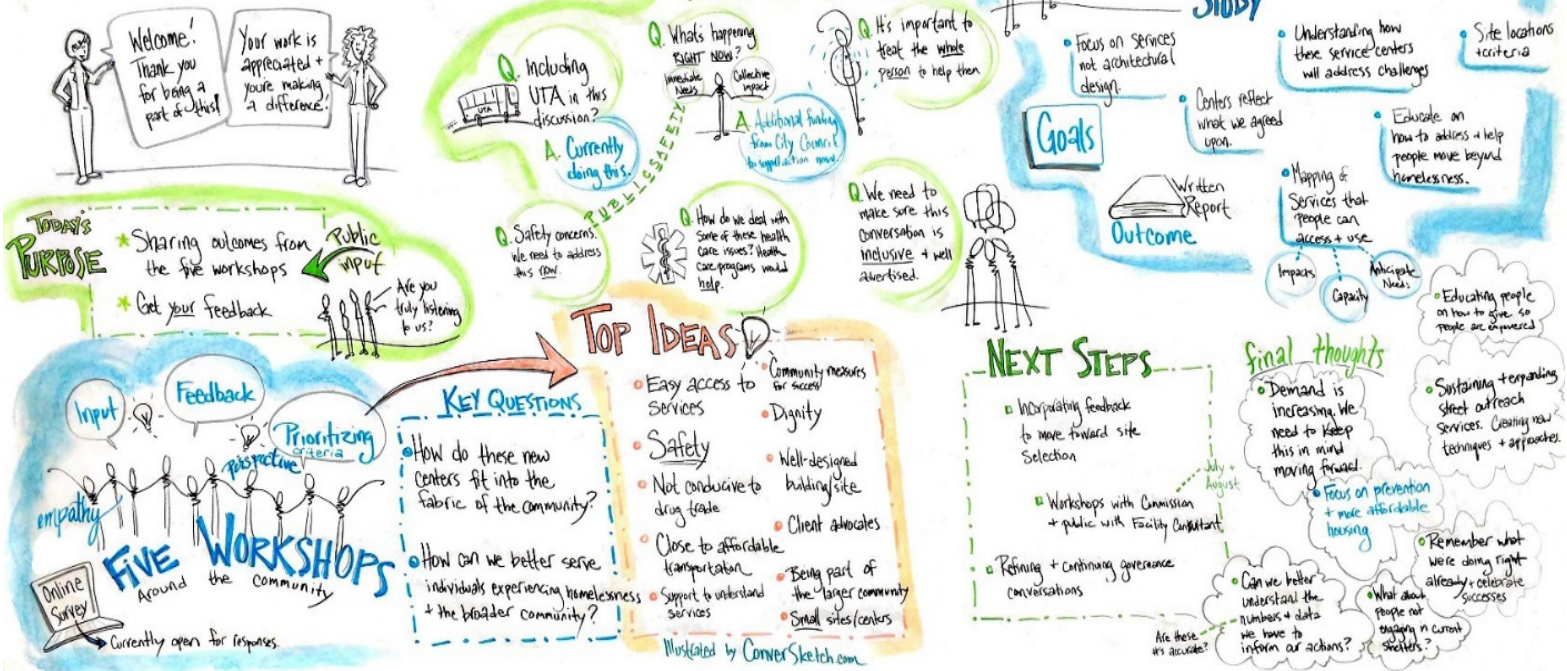 Welcome!
Thank you
for being a
part of this!
Your work is
appreciated +
youre making
a difference!
TODAY'S
PURPOSE
Sharing outcomes from
the five workshops
Get your feedback
Public
input
Are you
truly listening
to us?
Q. Including
UTA in this
discussion?
UTA
A. Currently
doing this.
Q. What's happening
RIGHT NOW?
Immediate
Needs
Collective
Impact
A. Additional funding
from City Council
to support action now!
Q. It's important to
treat the whole
person to help them
PUBLIC SAFETY
Q. Safety concerns.
We need to address
this now.
Q. How do we deal with
some of these health
care issues? Health
care programs would
help.
Q. We need to
make sure this
conversation is
inclusive + well
advertised.
STUDY
Goals
Focus on services
not architectural
design.
Understanding how
these service centers
will address challenges
Site locations
+ criteria
Centers reflect
what we agreed
upon.
Educate on
how to address + help
people move beyond
homelessness.
Written
Report
Outcome
Mapping of
Services that
people can
access + use
Impacts
Capacity
Anticipate
Needs
Input
Feedback
Prioritizing
criteria
Perspective
empathy
FIVE WORKSHOPS
Around the community
Online
Survey
Currently open for responses.
KEY QUESTIONS
How do these new
centers fit into the
fabric of the community?
How can we better serve
individuals experiencing homelessness
+ the broader community?
TOP IDEAS
Easy access to
services
Safety
Not conducive to
drug trade
Close to affordable
transportation
Support to understand
services
Community measures
for success
Dignity
Well-designed
building/site
Client advocates
Being part of
the larger community
Small sites/centers
Illustrated by ConverSketch.com
NEXT STEPS
Incorporating feedback
to move toward site
Selection
July +
August
Workshops with Commission
+ public with Facility Consultant
Refining + continuing governance
conversations
final thoughts
Demand is
increasing. We
need to keep
this in mind
moving forward.
Educating people
on how to give so
people are empowered
Sustaining + expanding
street outreach
services. Creating new
techniques + approaches.
Focus on prevention
+ more affordable
housing
Remember what
we're doing right
already + celebrate
successes
Can we better
understand the
numbers + data
we have to
inform our actions?
Are these
#'s accurate?
What about
people not
engaging in current
shelters?